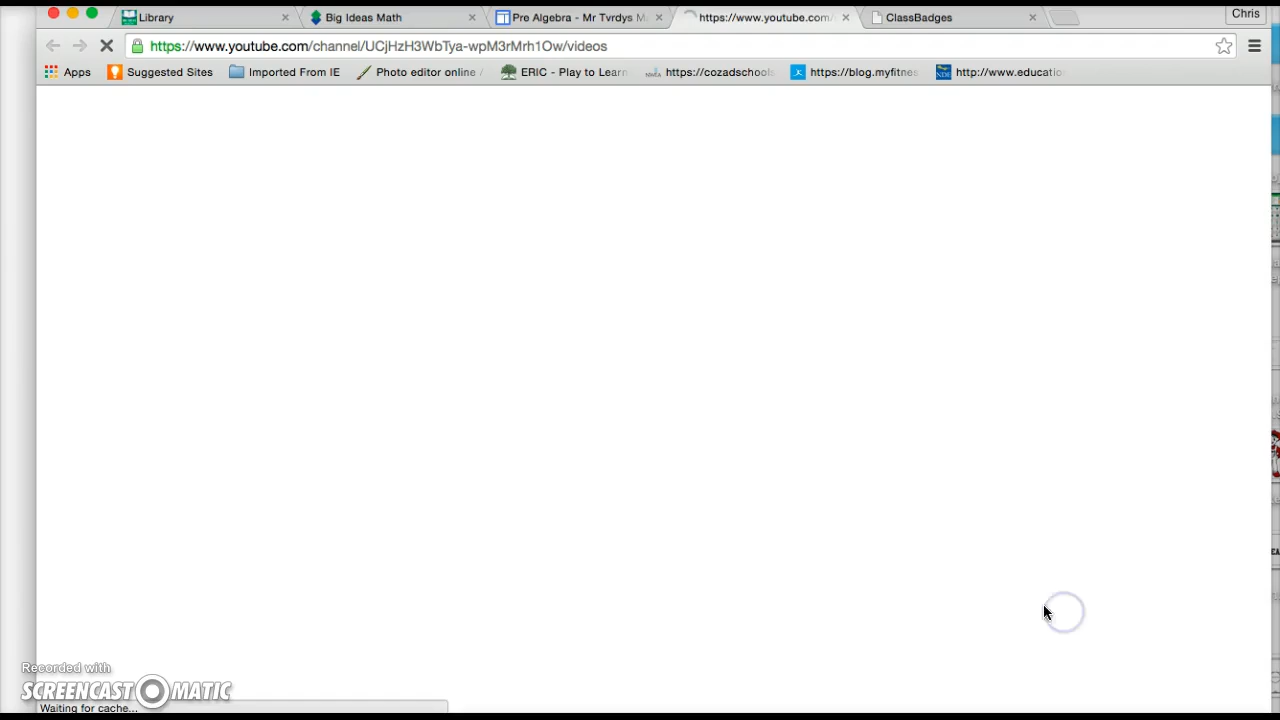 Library
Big Ideas Math
Pre Algebra - Mr Tvrdys M
https://www.youtube.com
ClassBadges
Chris
https://www.youtube.com/channel/UCjHzH3WbTya-wpM3rMrh1Ow/videos
Apps
Suggested Sites
Imported From IE
Photo editor online /
ERIC - Play to Learn
https://cozadschools
https://blog.myfitne
http://www.educatio
Recorded with
SCREENCAST MATIC
Waiting for cache...